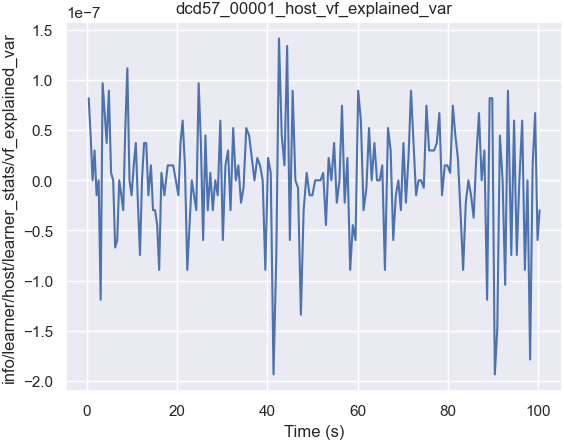 dcd57_00001_host_vf_explained_var
1e−7
info/learner/host/learner_stats/vf_explained_var
1.5
1.0
0.5
0.0
−0.5
−1.0
−1.5
−2.0
0 20 40 60 80 100
Time (s)